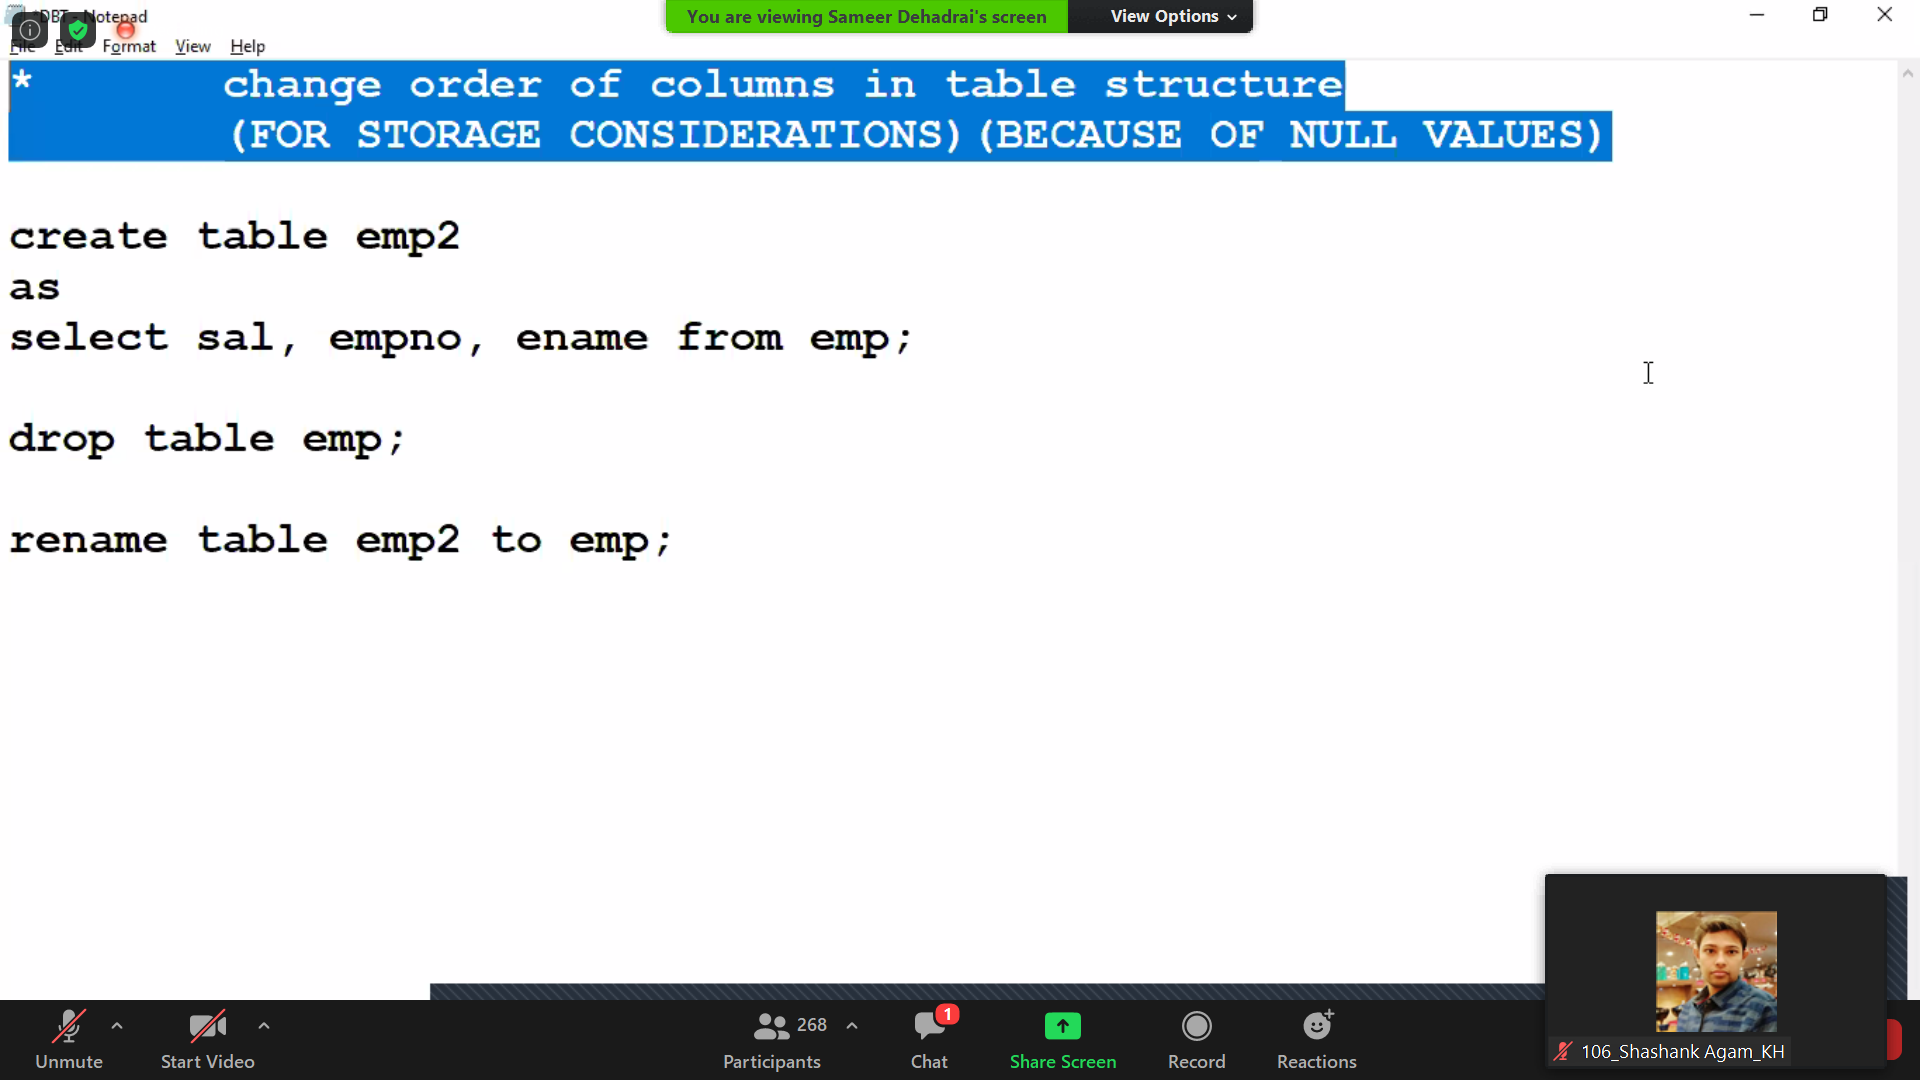 *DBT - Notepad
You are viewing Sameer Dehadrai's screen
View Options
File Edit Format View Help
* change order of columns in table structure
(FOR STORAGE CONSIDERATIONS)(BECAUSE OF NULL VALUES)
create table emp2
as
select sal, empno, ename from emp;
drop table emp;
rename table emp2 to emp;
268
1
Unmute
Start Video
Participants
Chat
Share Screen
Record
Reactions
106_Shashank Agam_KH